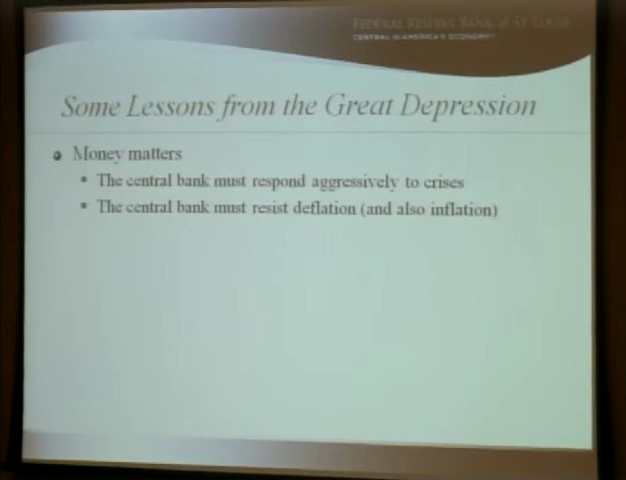 FEDERAL RESERVE BANK of ST. LOUIS
CENTRAL to AMERICA'S ECONOMY™
Some Lessons from the Great Depression
Money matters
The central bank must respond aggressively to crises
The central bank must resist deflation (and also inflation)